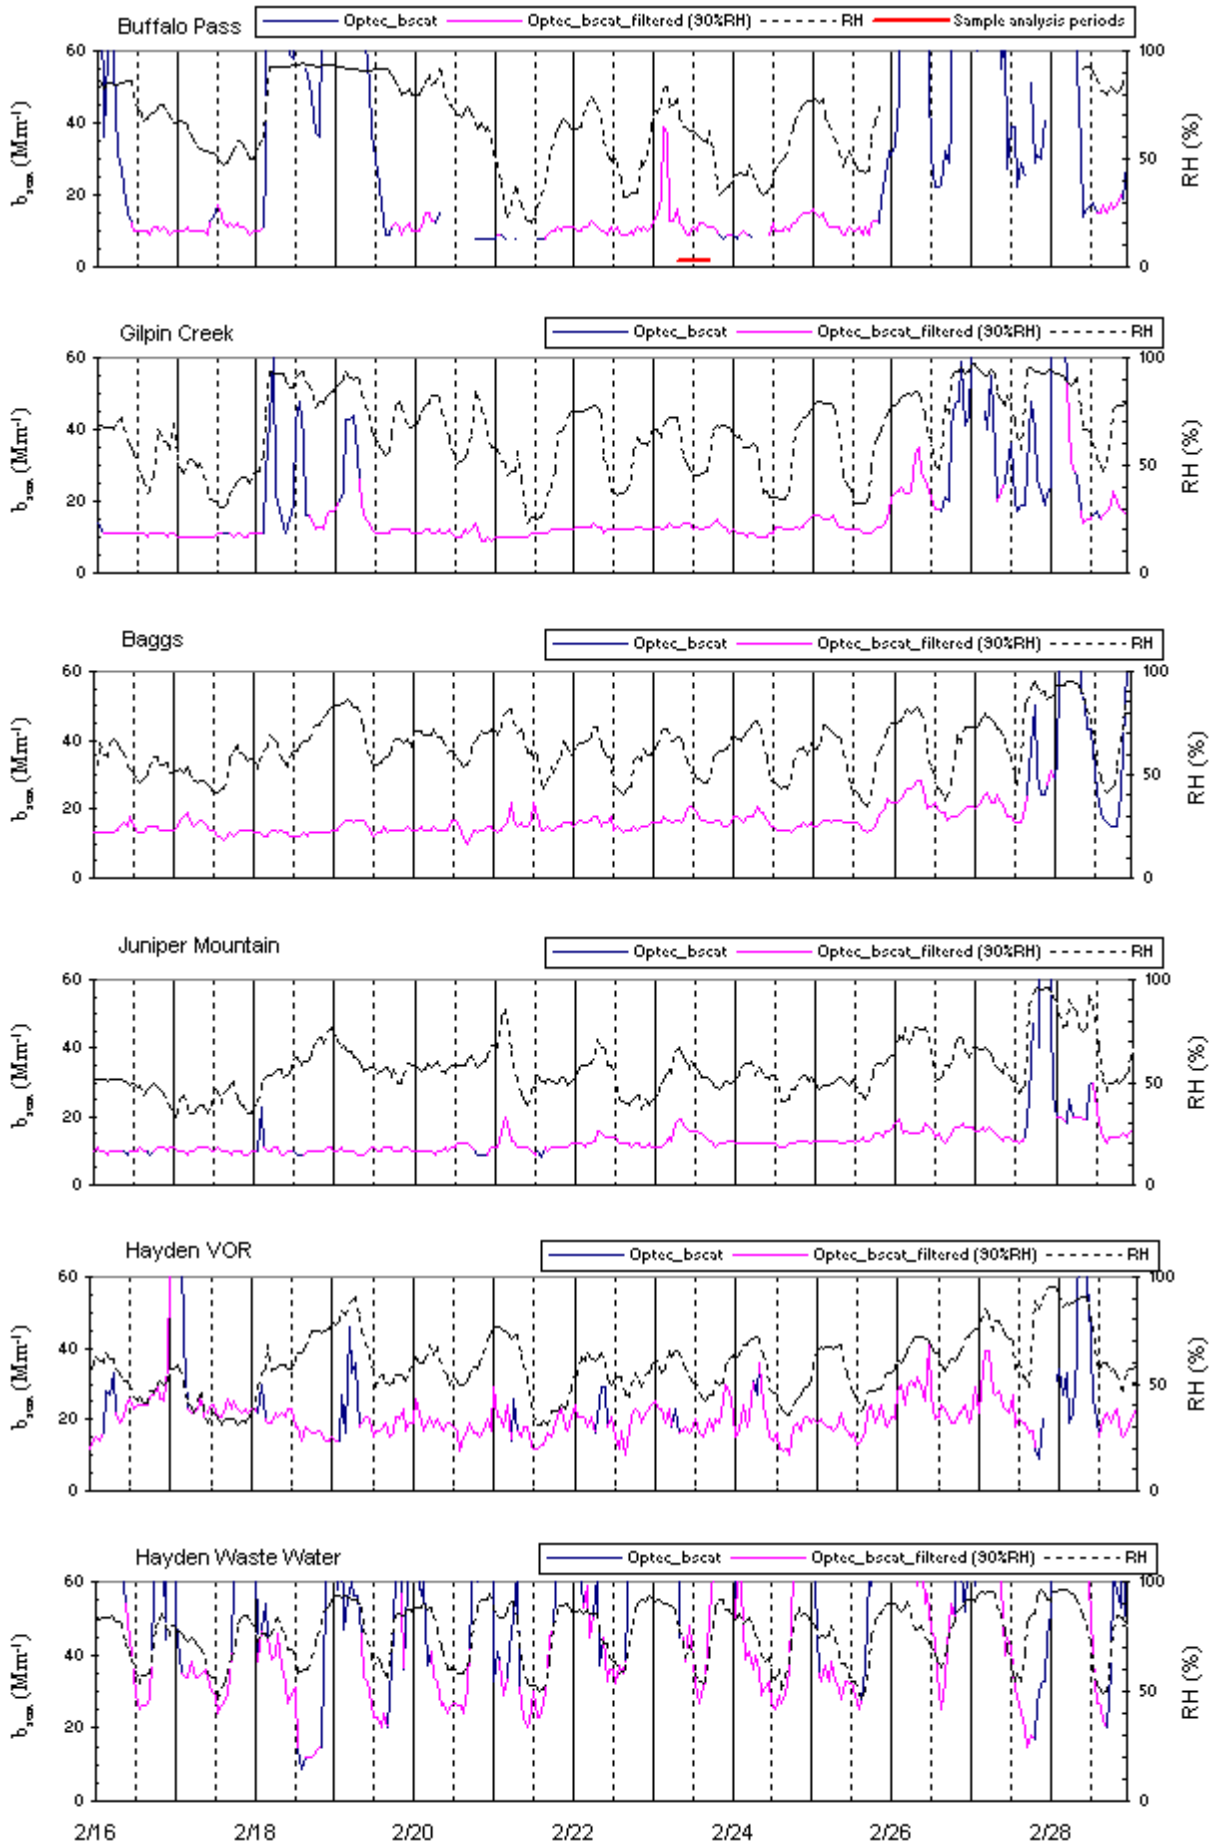 Buffalo Pass
Optec_bscat Optec_bscat_filtered (90%RH) RH Sample analysis periods
60 100
40
b_scat (Mm-1) 50 RH (%)
20
0 0
Gilpin Creek
Optec_bscat Optec_bscat_filtered (90%RH) RH
60 100
40
b_scat (Mm-1) 50 RH (%)
20
0 0
Baggs
Optec_bscat Optec_bscat_filtered (90%RH) RH
60 100
40
b_scat (Mm-1) 50 RH (%)
20
0 0
Juniper Mountain
Optec_bscat Optec_bscat_filtered (90%RH) RH
60 100
40
b_scat (Mm-1) 50 RH (%)
20
0 0
Hayden VOR
Optec_bscat Optec_bscat_filtered (90%RH) RH
60 100
40
b_scat (Mm-1) 50 RH (%)
20
0 0
Hayden Waste Water
Optec_bscat Optec_bscat_filtered (90%RH) RH
60 100
40
b_scat (Mm-1) 50 RH (%)
20
0 0
2/16 2/18 2/20 2/22 2/24 2/26 2/28